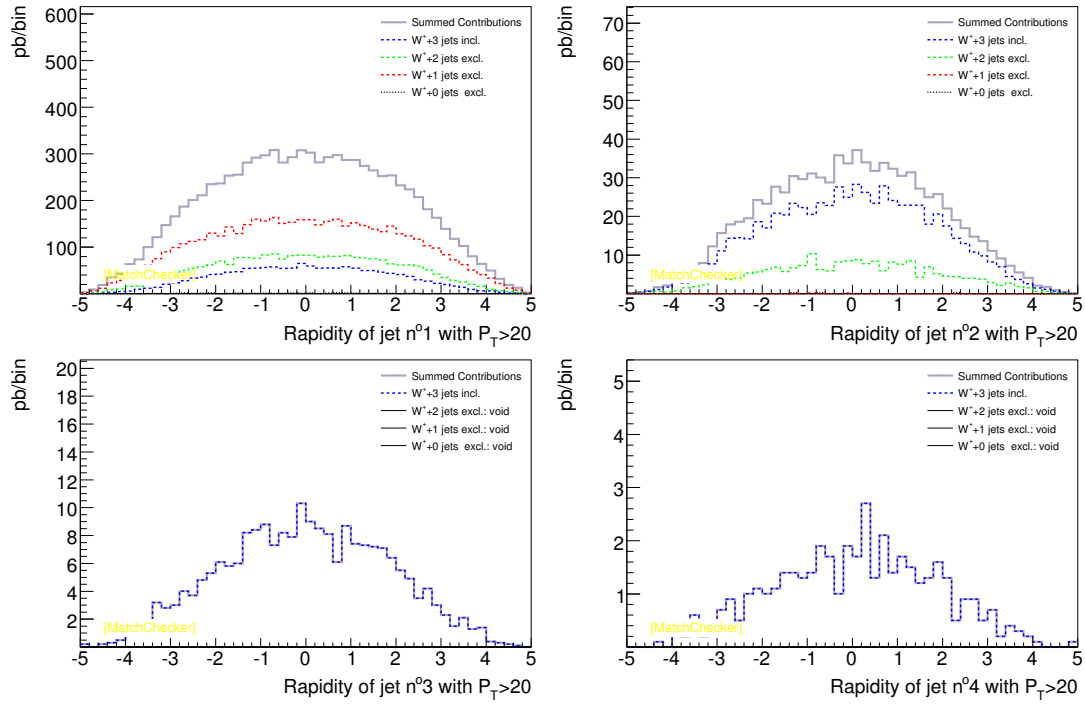 pb/bin
600
500
400
300
200
100
Summed Contributions
W⁺+3 jets incl.
W⁺+2 jets excl.
W⁺+1 jets excl.
W⁺+0 jets excl.
[MatchChecker]
-5 -4 -3 -2 -1 0 1 2 3 4 5
Rapidity of jet nº1 with P_T>20
pb/bin
70
60
50
40
30
20
10
Summed Contributions
W⁺+3 jets incl.
W⁺+2 jets excl.
W⁺+1 jets excl.
W⁺+0 jets excl.
[MatchChecker]
-5 -4 -3 -2 -1 0 1 2 3 4 5
Rapidity of jet nº2 with P_T>20
pb/bin
20
18
16
14
12
10
8
6
4
2
Summed Contributions
W⁺+3 jets incl.
W⁺+2 jets excl.: void
W⁺+1 jets excl.: void
W⁺+0 jets excl.: void
[MatchChecker]
-5 -4 -3 -2 -1 0 1 2 3 4 5
Rapidity of jet nº3 with P_T>20
pb/bin
5
4
3
2
1
Summed Contributions
W⁺+3 jets incl.
W⁺+2 jets excl.: void
W⁺+1 jets excl.: void
W⁺+0 jets excl.: void
[MatchChecker]
-5 -4 -3 -2 -1 0 1 2 3 4 5
Rapidity of jet nº4 with P_T>20